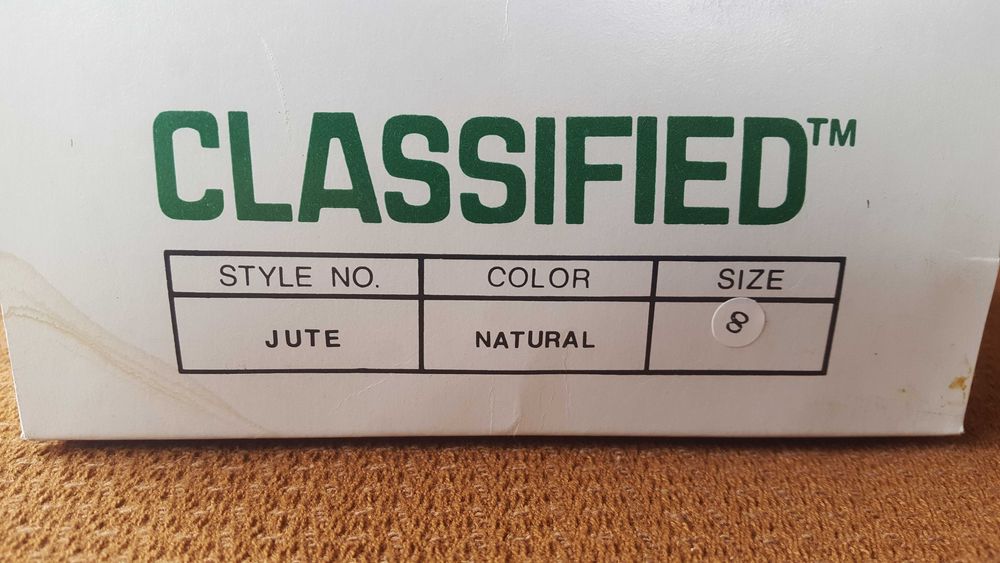 CLASSIFIED™
STYLE NO. COLOR SIZE
JUTE NATURAL 8